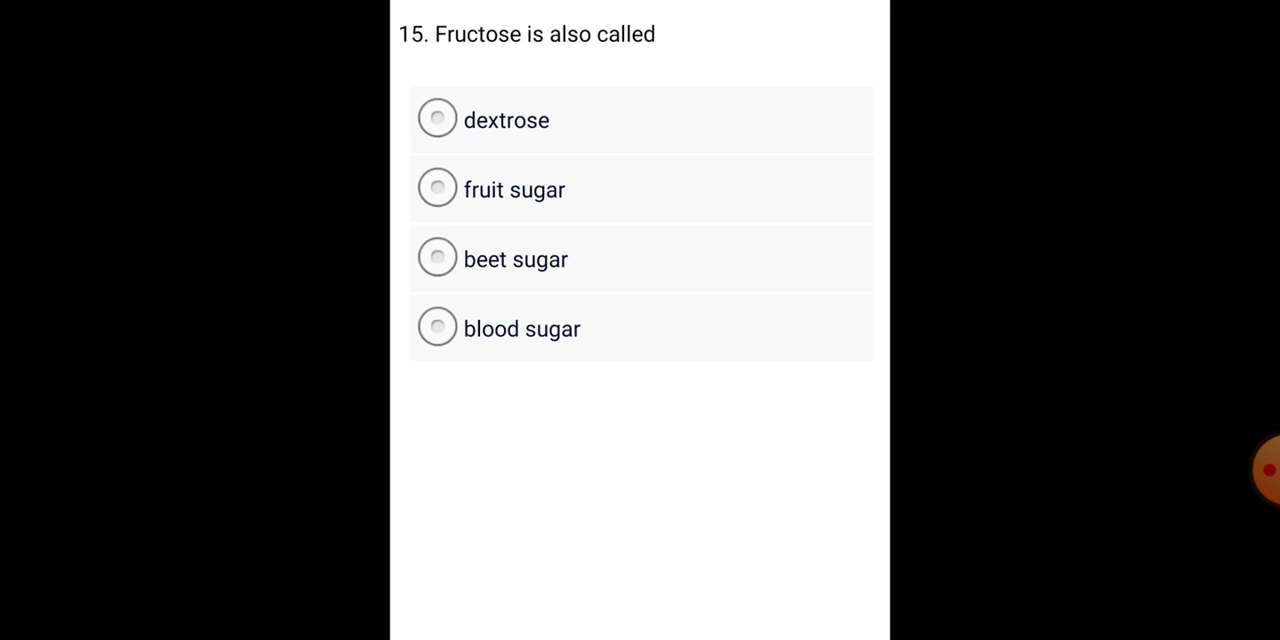 15. Fructose is also called
dextrose
fruit sugar
beet sugar
blood sugar